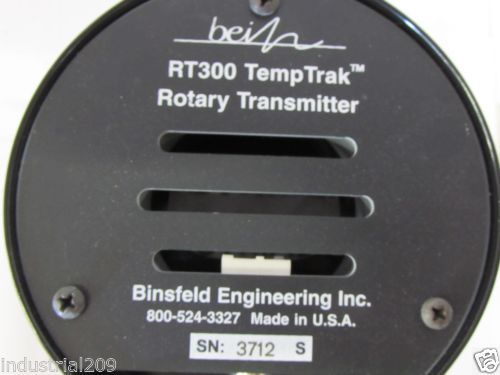 bei
RT300 TempTrak™
Rotary Transmitter
Binsfeld Engineering Inc.
800-524-3327 Made in U.S.A.
SN: 3712 S
industrial209